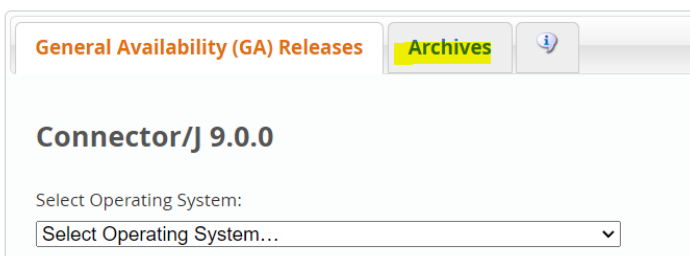 General Availability (GA) Releases Archives
Connector/J 9.0.0
Select Operating System:
Select Operating System...